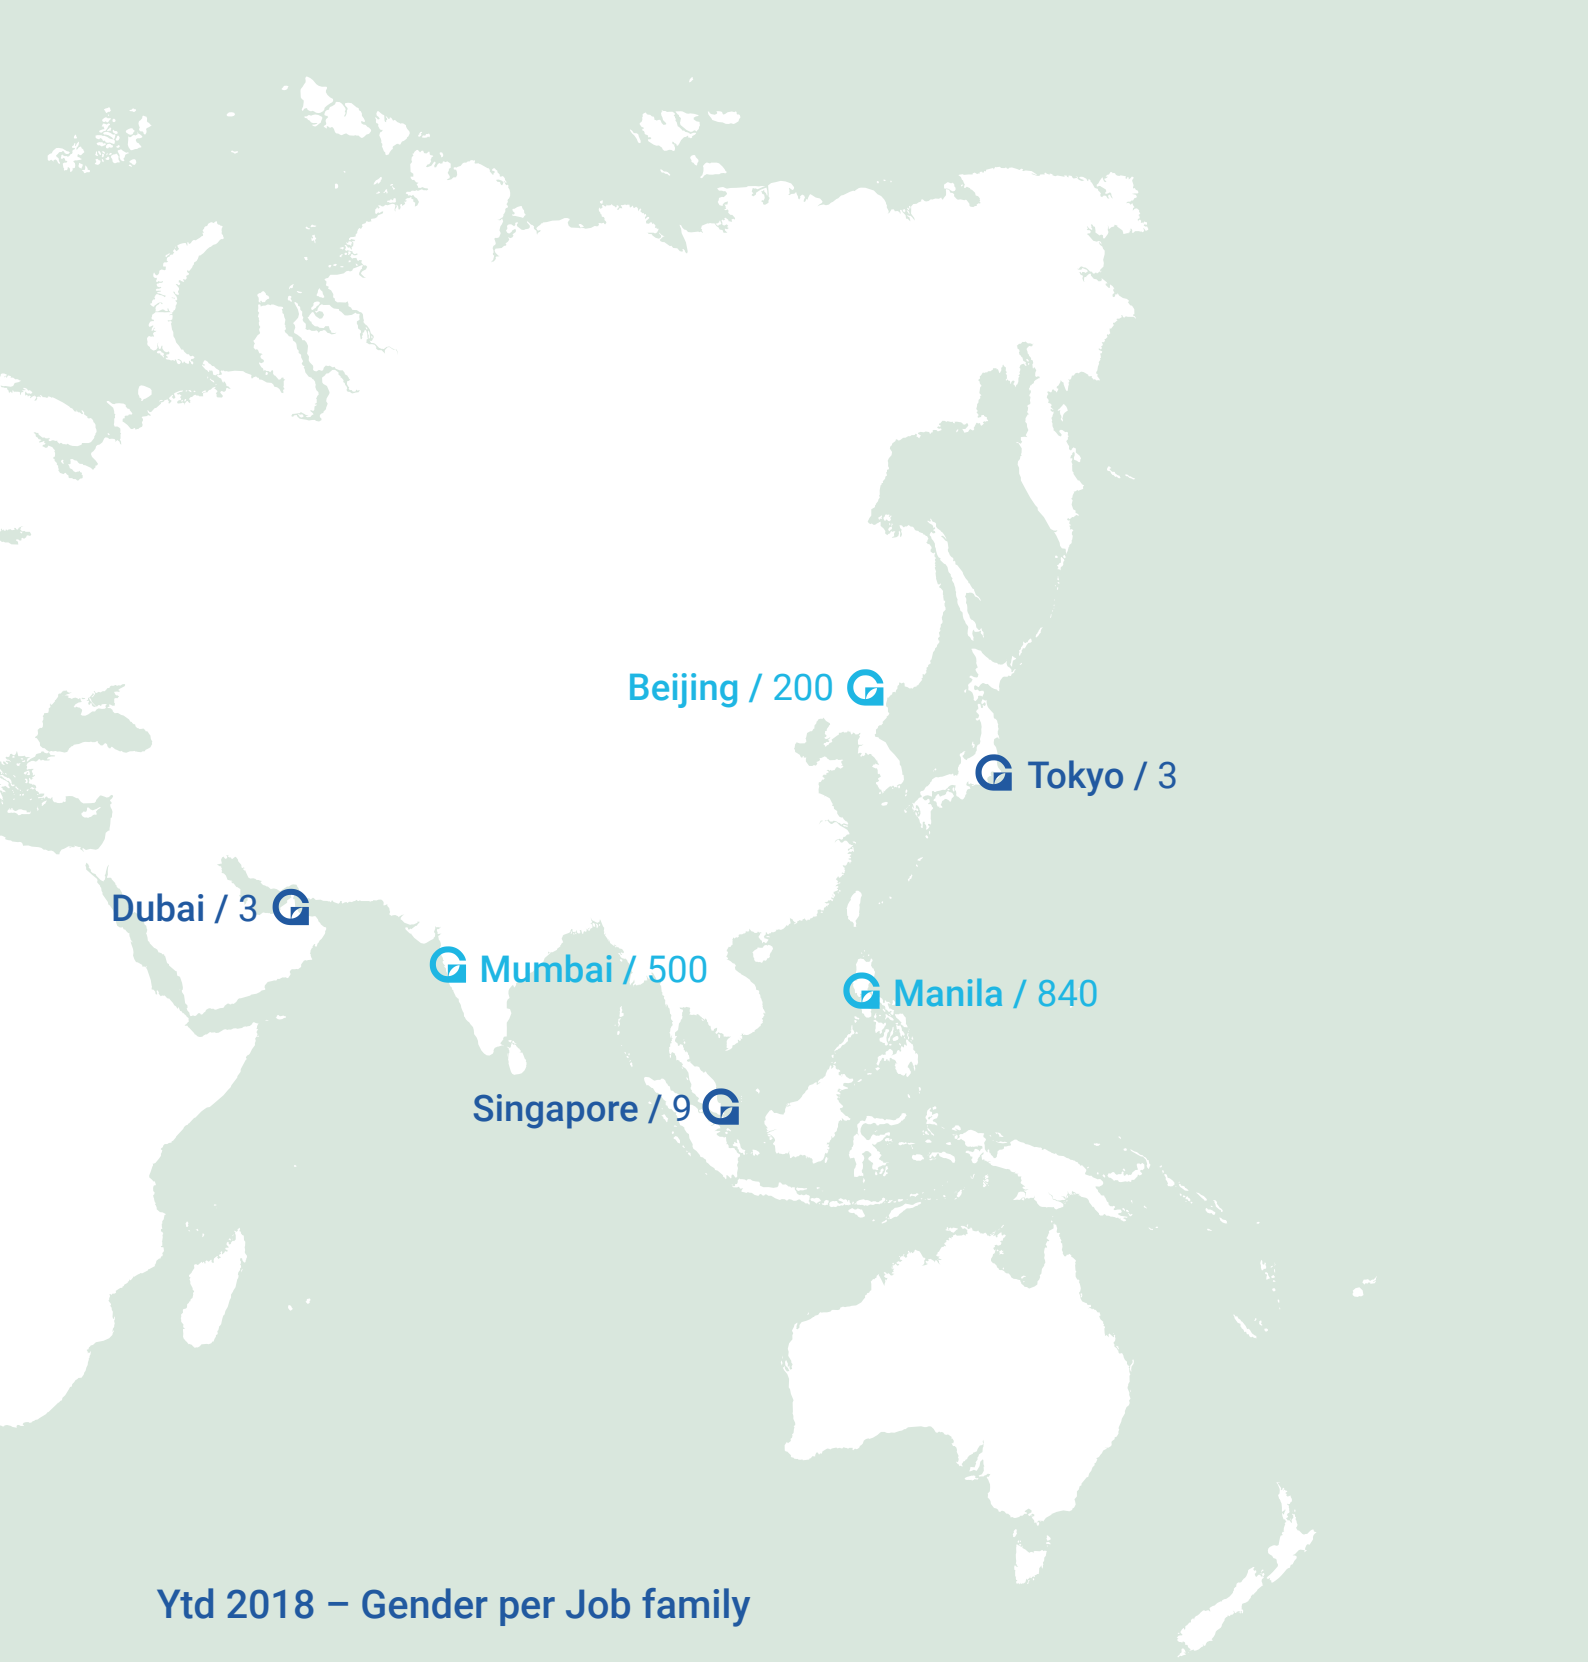 Beijing / 200
Tokyo / 3
Dubai / 3
Mumbai / 500
Manila / 840
Singapore / 9
Ytd 2018 – Gender per Job family